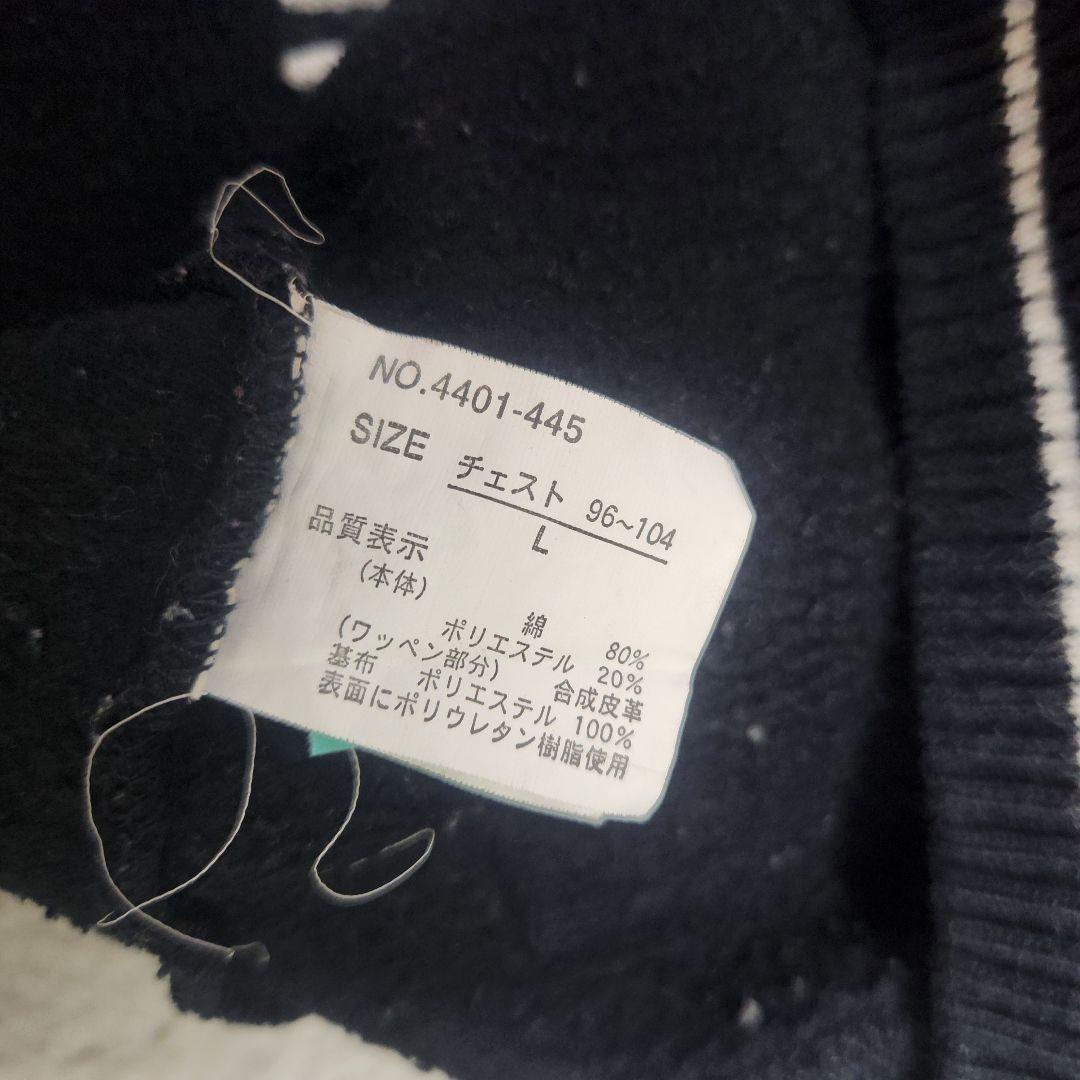 NO.4401-445
SIZE チェスト 96~104
L
品質表示
(本体)
綿 80%
ポリエステル 20%
(ワッペン部分) 合成皮革
基布 ポリエステル 100%
表面にポリウレタン樹脂使用